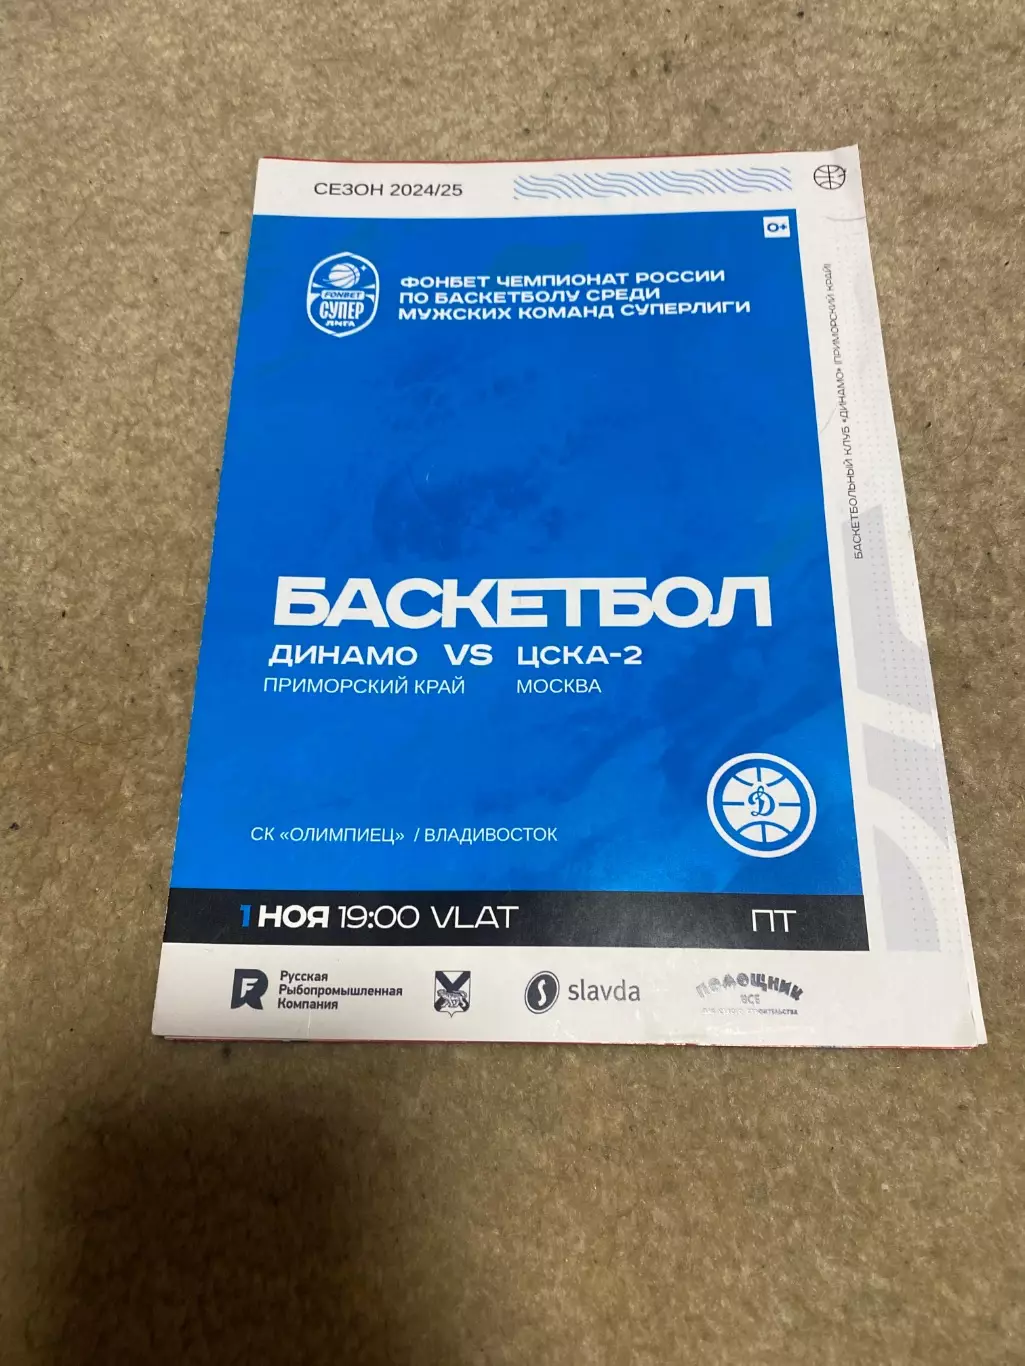 СЕЗОН 2024/25
0+
FONBET
СУПЕР
ЛИГА
ФОНБЕТ ЧЕМПИОНАТ РОССИИ
ПО БАСКЕТБОЛУ СРЕДИ
МУЖСКИХ КОМАНД СУПЕРЛИГИ
БАСКЕТБОЛЬНЫЙ КЛУБ «ДИНАМО» (ПРИМОРСКИЙ КРАЙ)
БАСКЕТБОЛ
ДИНАМО VS ЦСКА-2
ПРИМОРСКИЙ КРАЙ МОСКВА
Д
СК «ОЛИМПИЕЦ» / ВЛАДИВОСТОК
1 НОЯ 19:00 VLAT ПТ
RF
Русская
Рыбопромышленная
Компания
S slavda
ПОМОЩНИК
ВСЕ